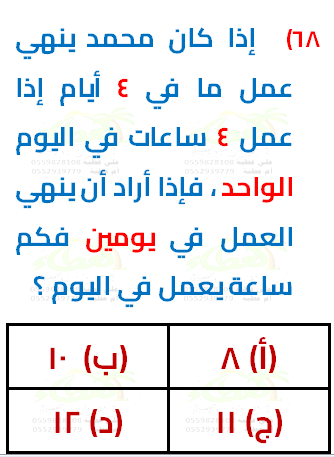 ٦٨) إذا كان محمد ينهي
عمل ما في ٤ أيام إذا
عمل ٤ ساعات في اليوم
الواحد ، فإذا أراد أن ينهي
العمل في يومين فكم
ساعة يعمل في اليوم ؟
(أ) ٨ (ب) ١٠
(ج) ١١ (د) ١٢